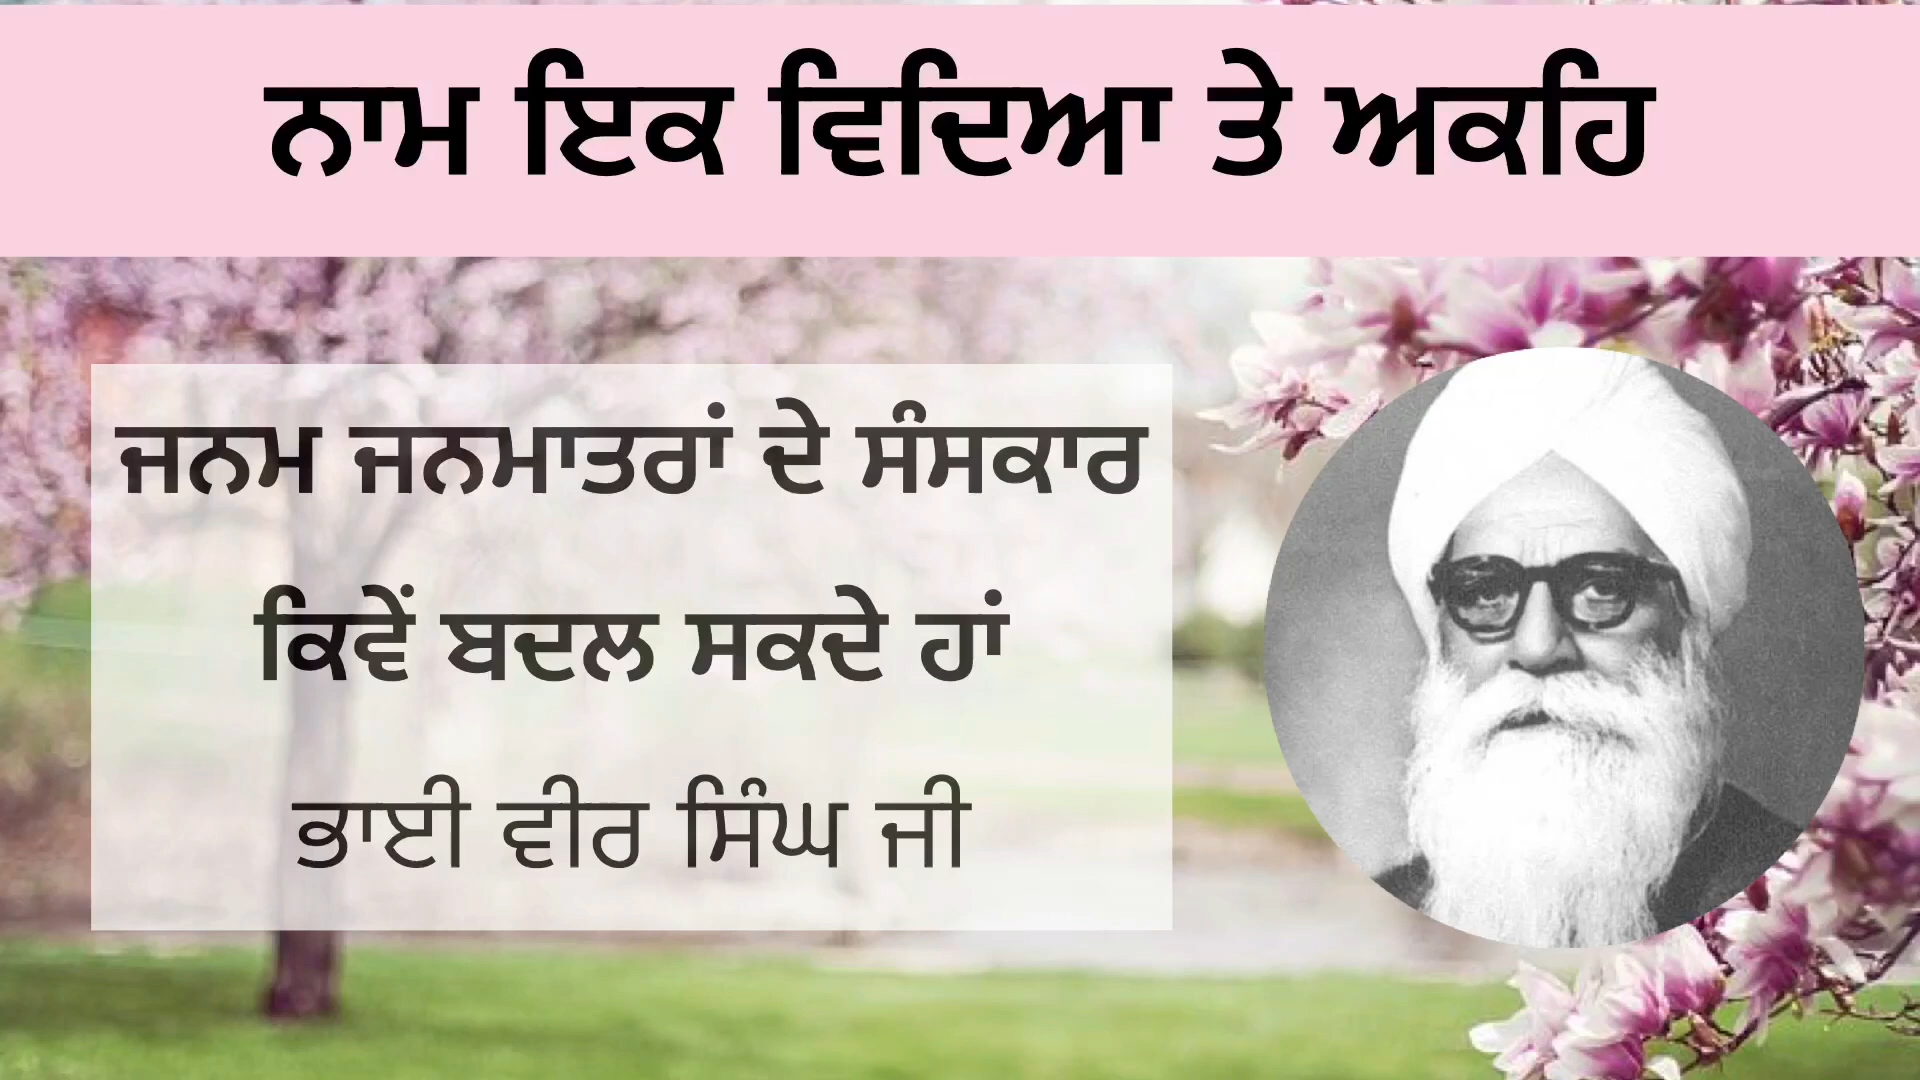 ਨਾਮ ਇਕ ਵਿਦਿਆ ਤੇ ਅਕਹਿ
ਜਨਮ ਜਨਮਾਤਰਾਂ ਦੇ ਸੰਸਕਾਰ
ਕਿਵੇਂ ਬਦਲ ਸਕਦੇ ਹਾਂ
ਭਾਈ ਵੀਰ ਸਿੰਘ ਜੀ